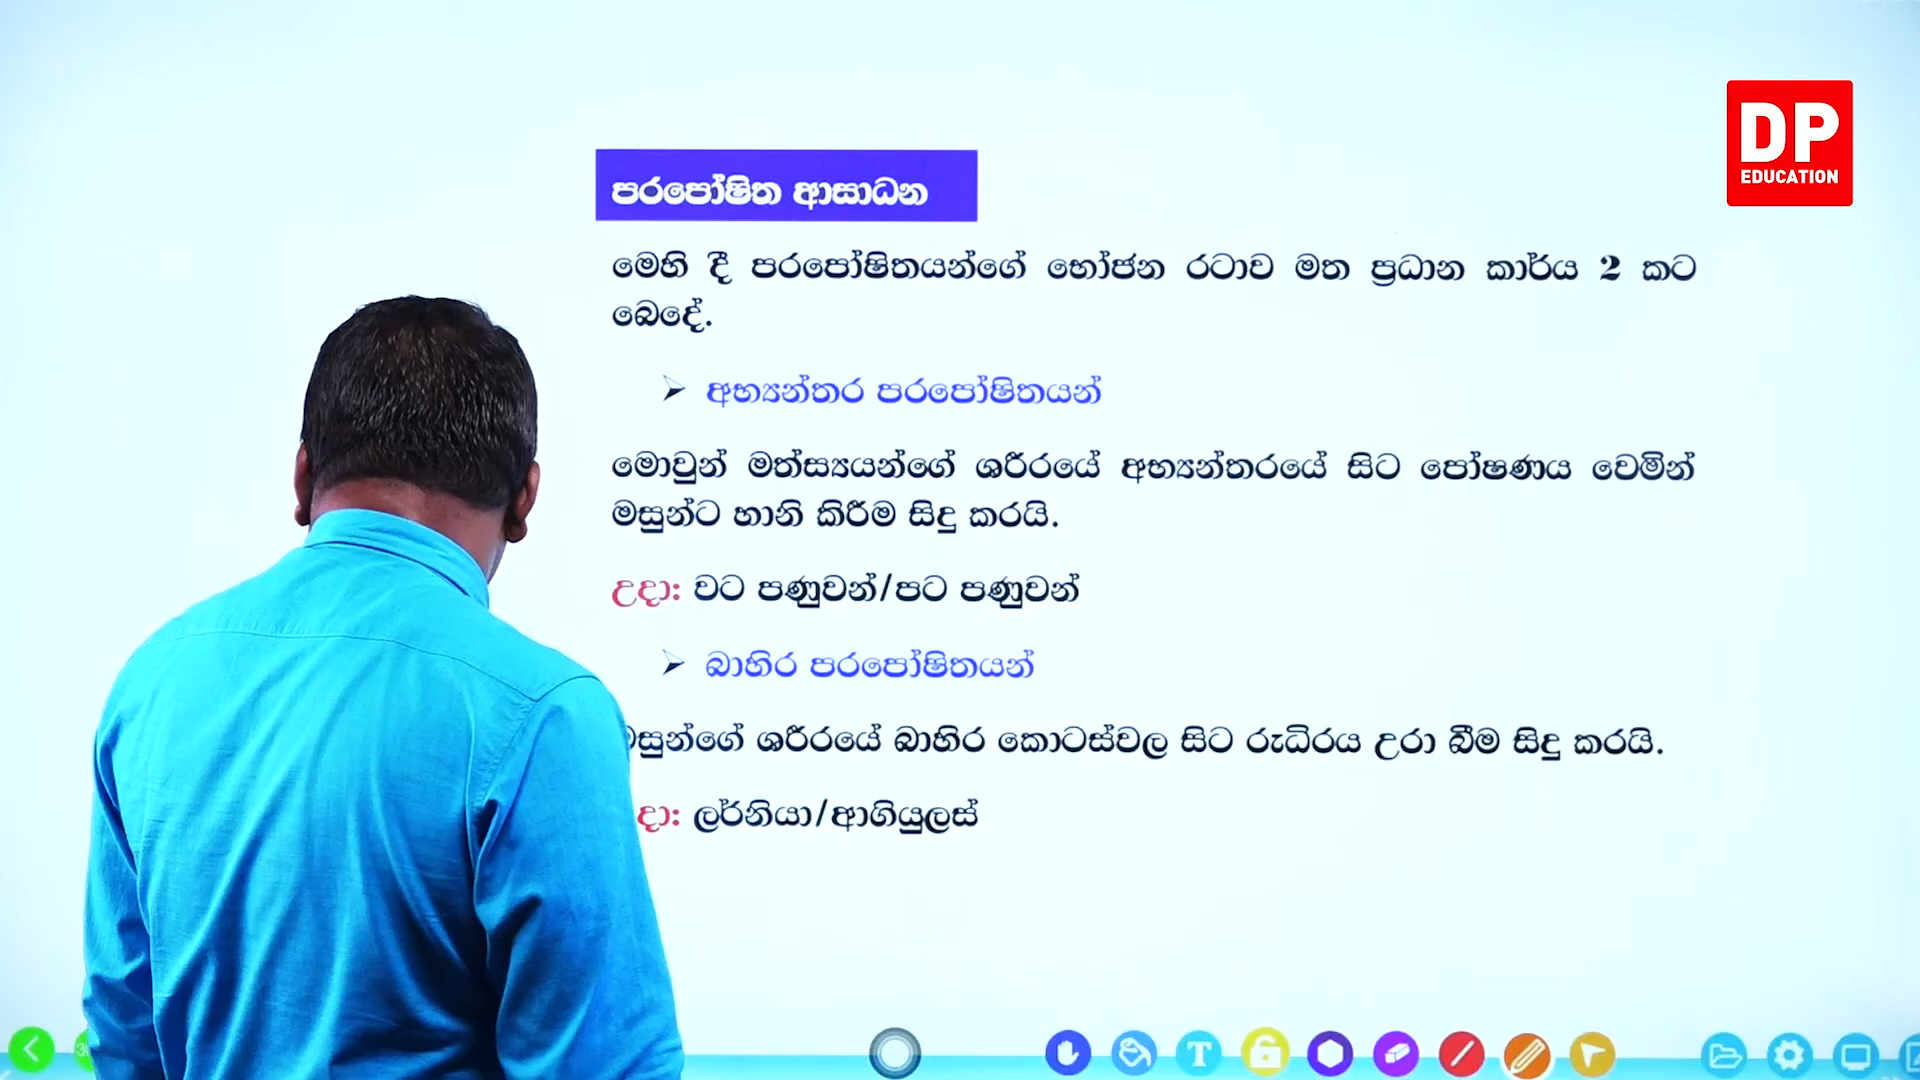 DP
EDUCATION
පරපෝෂිත ආසාධන
මෙහි දී පරපෝෂිතයන්ගේ භෝජන රටාව මත ප්‍රධාන කාර්ය 2 කට
බෙදේ.
➢ අභ්‍යන්තර පරපෝෂිතයන්
මොවුන් මත්ස්‍යයන්ගේ ශරීරයේ අභ්‍යන්තරයේ සිට පෝෂණය වෙමින්
මසුන්ට හානි කිරීම සිදු කරයි.
උදා: වට පණුවන්/පට පණුවන්
➢ බාහිර පරපෝෂිතයන්
ශරීරයේ බාහිර කොටස්වල සිට රුධිරය උරා බීම සිදු කරයි.
ලර්නියා/ආගියුලස්